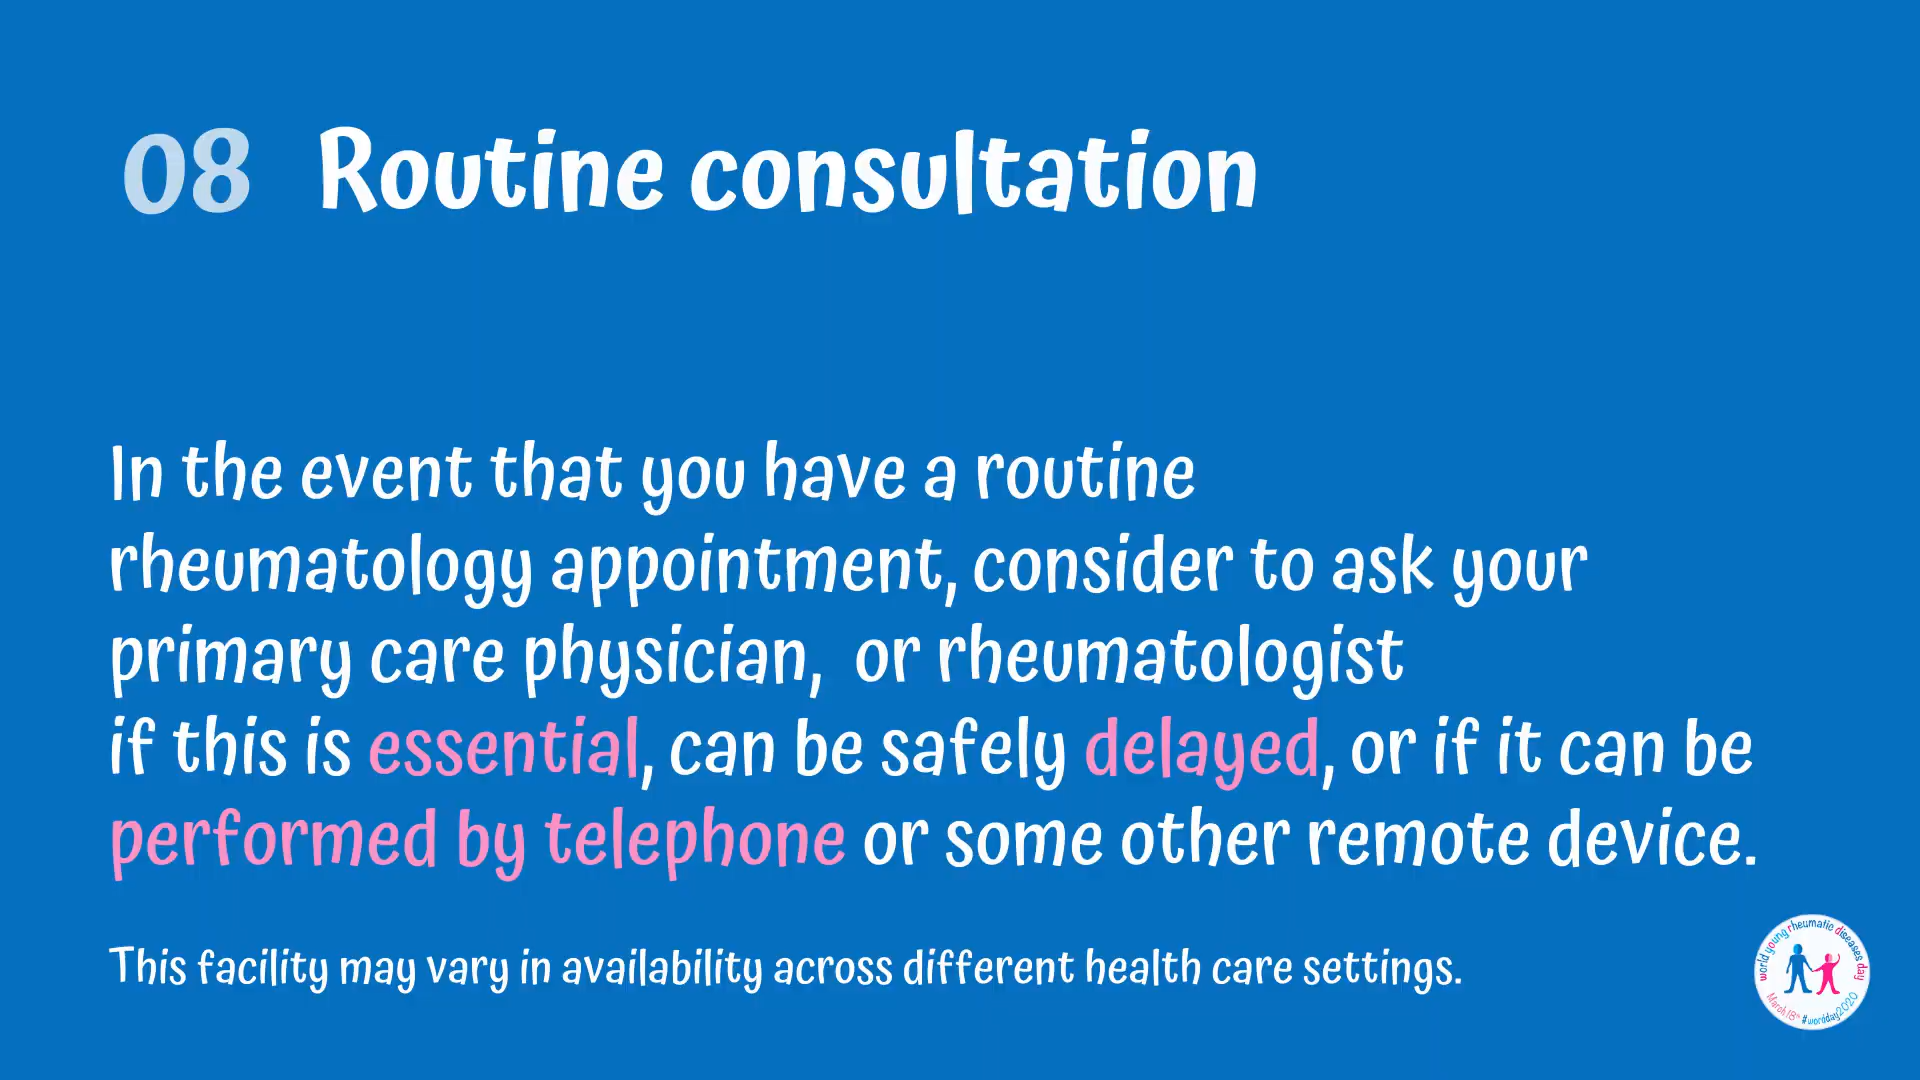 08 Routine consultation
In the event that you have a routine
rheumatology appointment, consider to ask your
primary care physician,  or rheumatologist
if this is essential, can be safely delayed, or if it can be
performed by telephone or some other remote device.
This facility may vary in availability across different health care settings.
world young rheumatic diseases day
March 18th #wordday2020